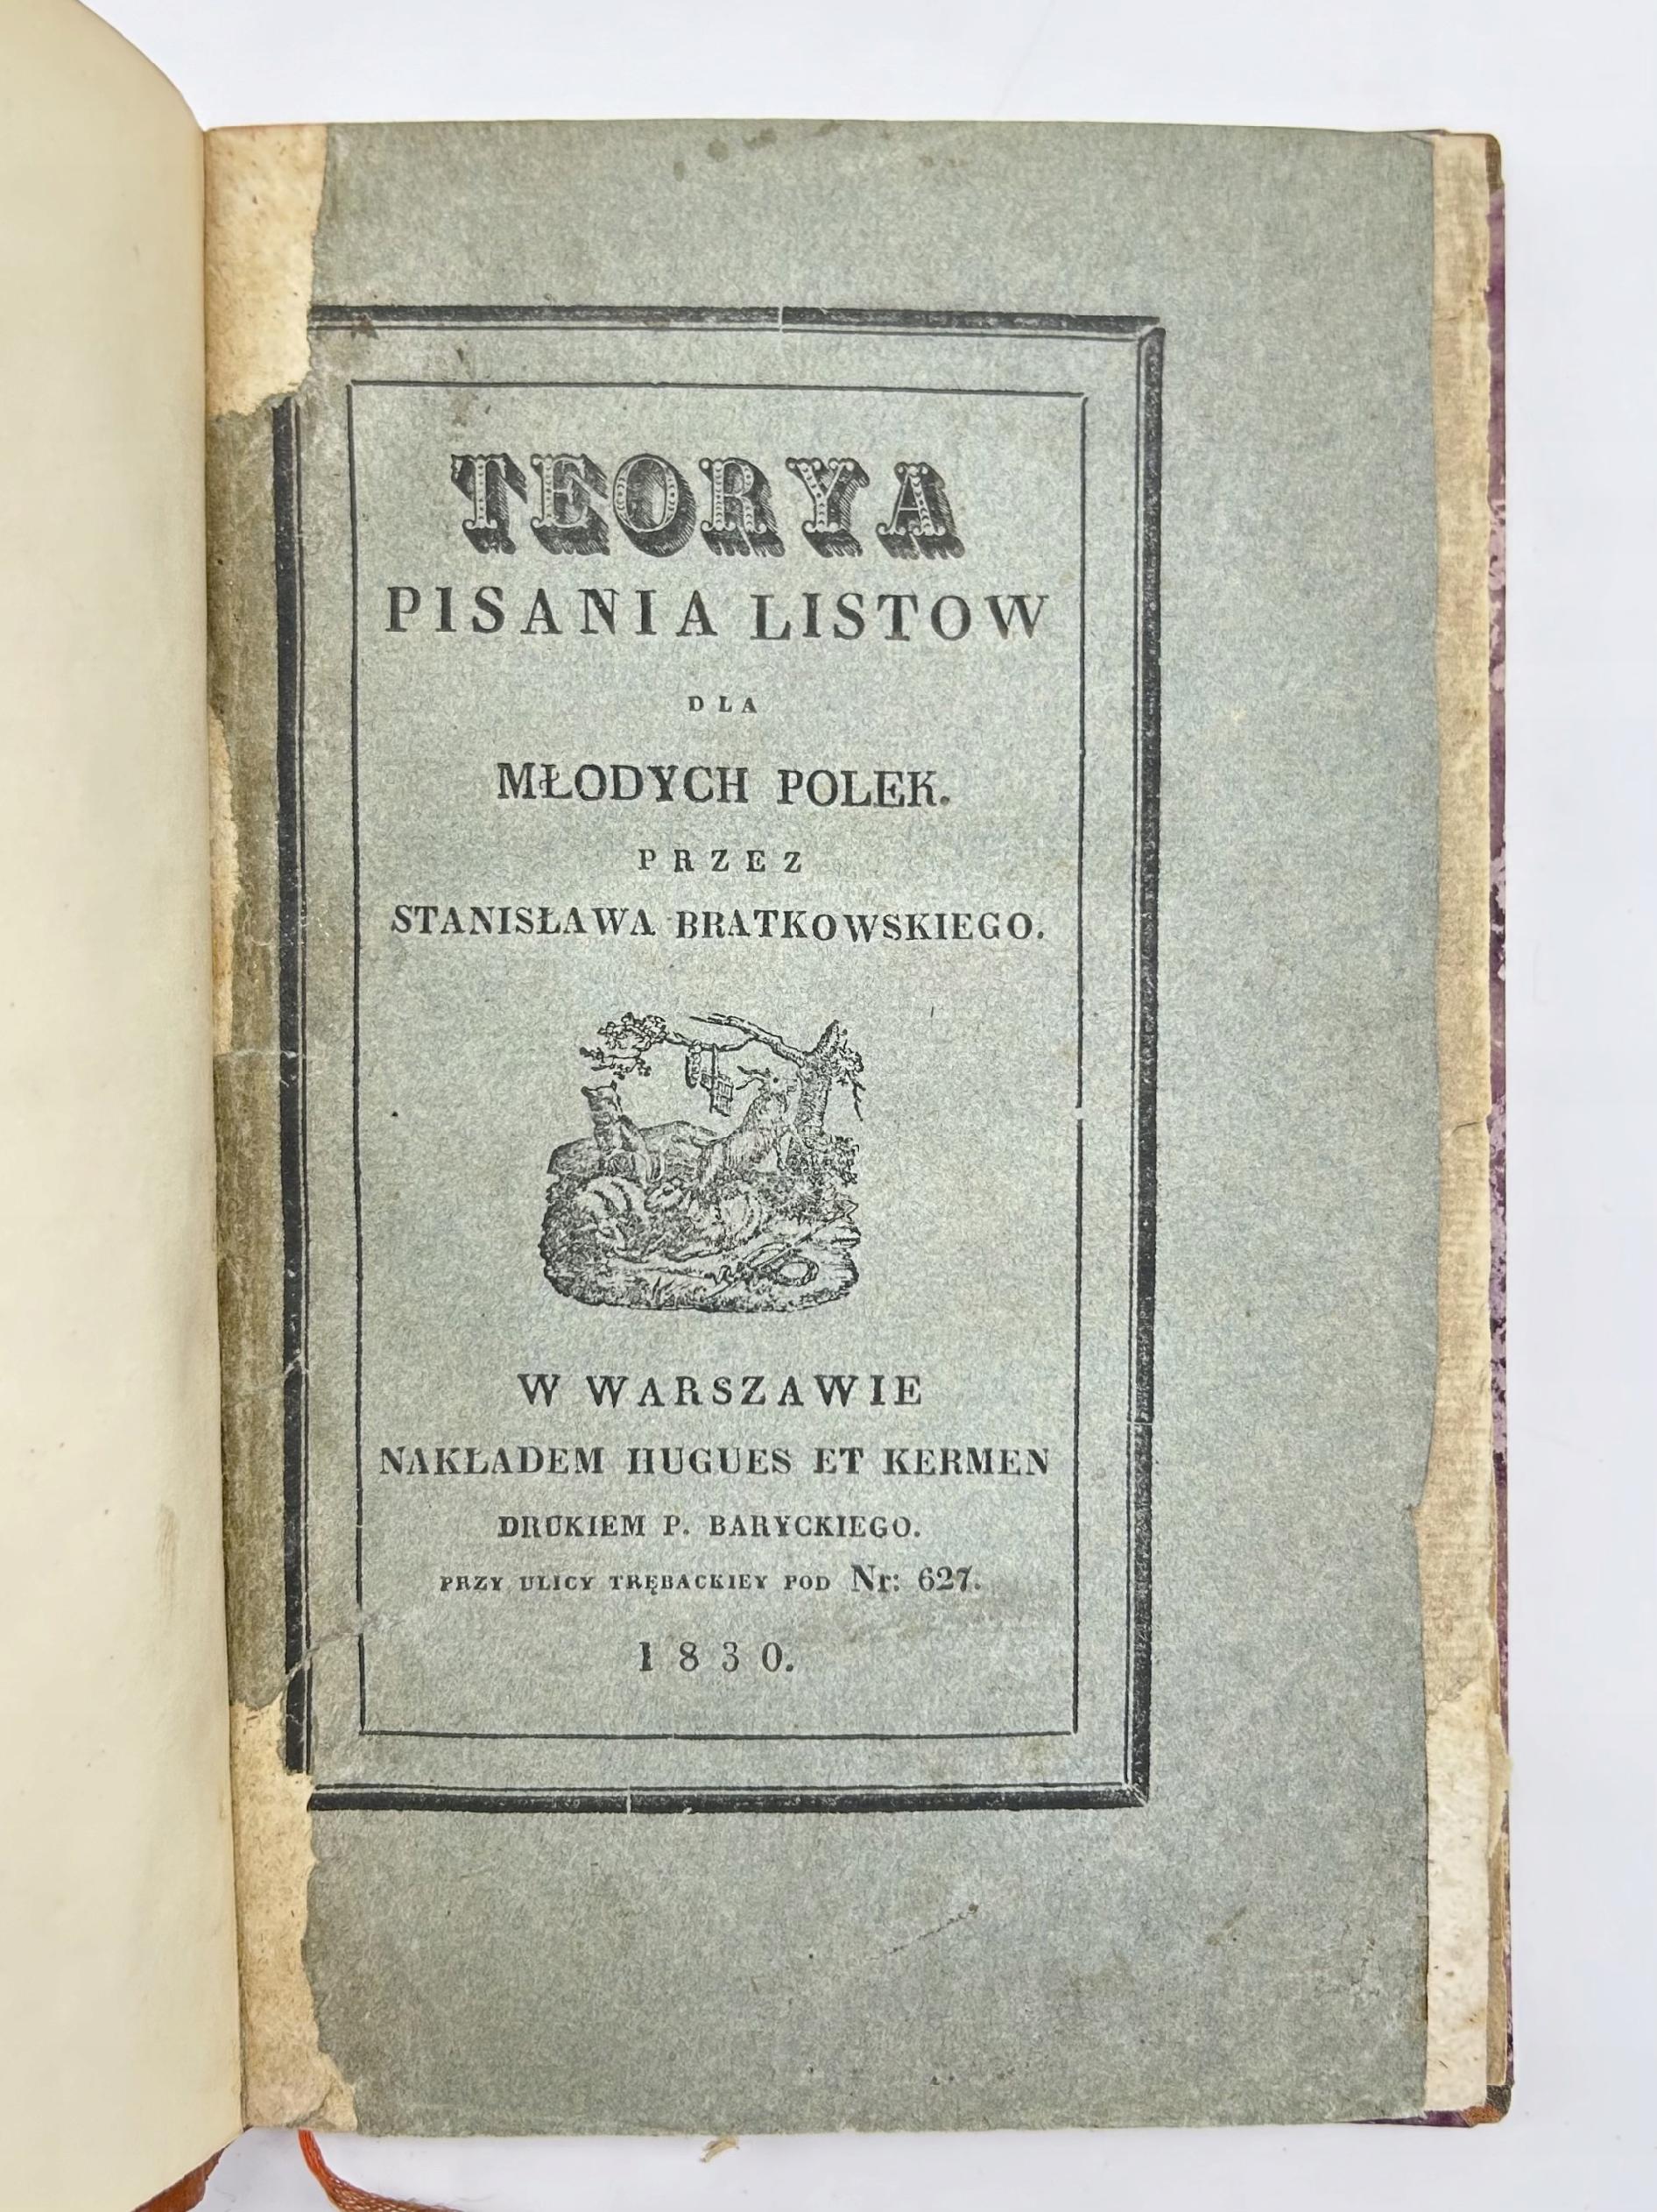 TEORYA
PISANIA LISTOW
DLA
MŁODYCH POLEK.
PRZEZ
STANISŁAWA BRATKOWSKIEGO.
W WARSZAWIE
NAKŁADEM HUGUES ET KERMEN
DRUKIEM P. BARYCKIEGO.
PRZY ULICY TRĘBACKIEY POD Nr: 627.
1830.